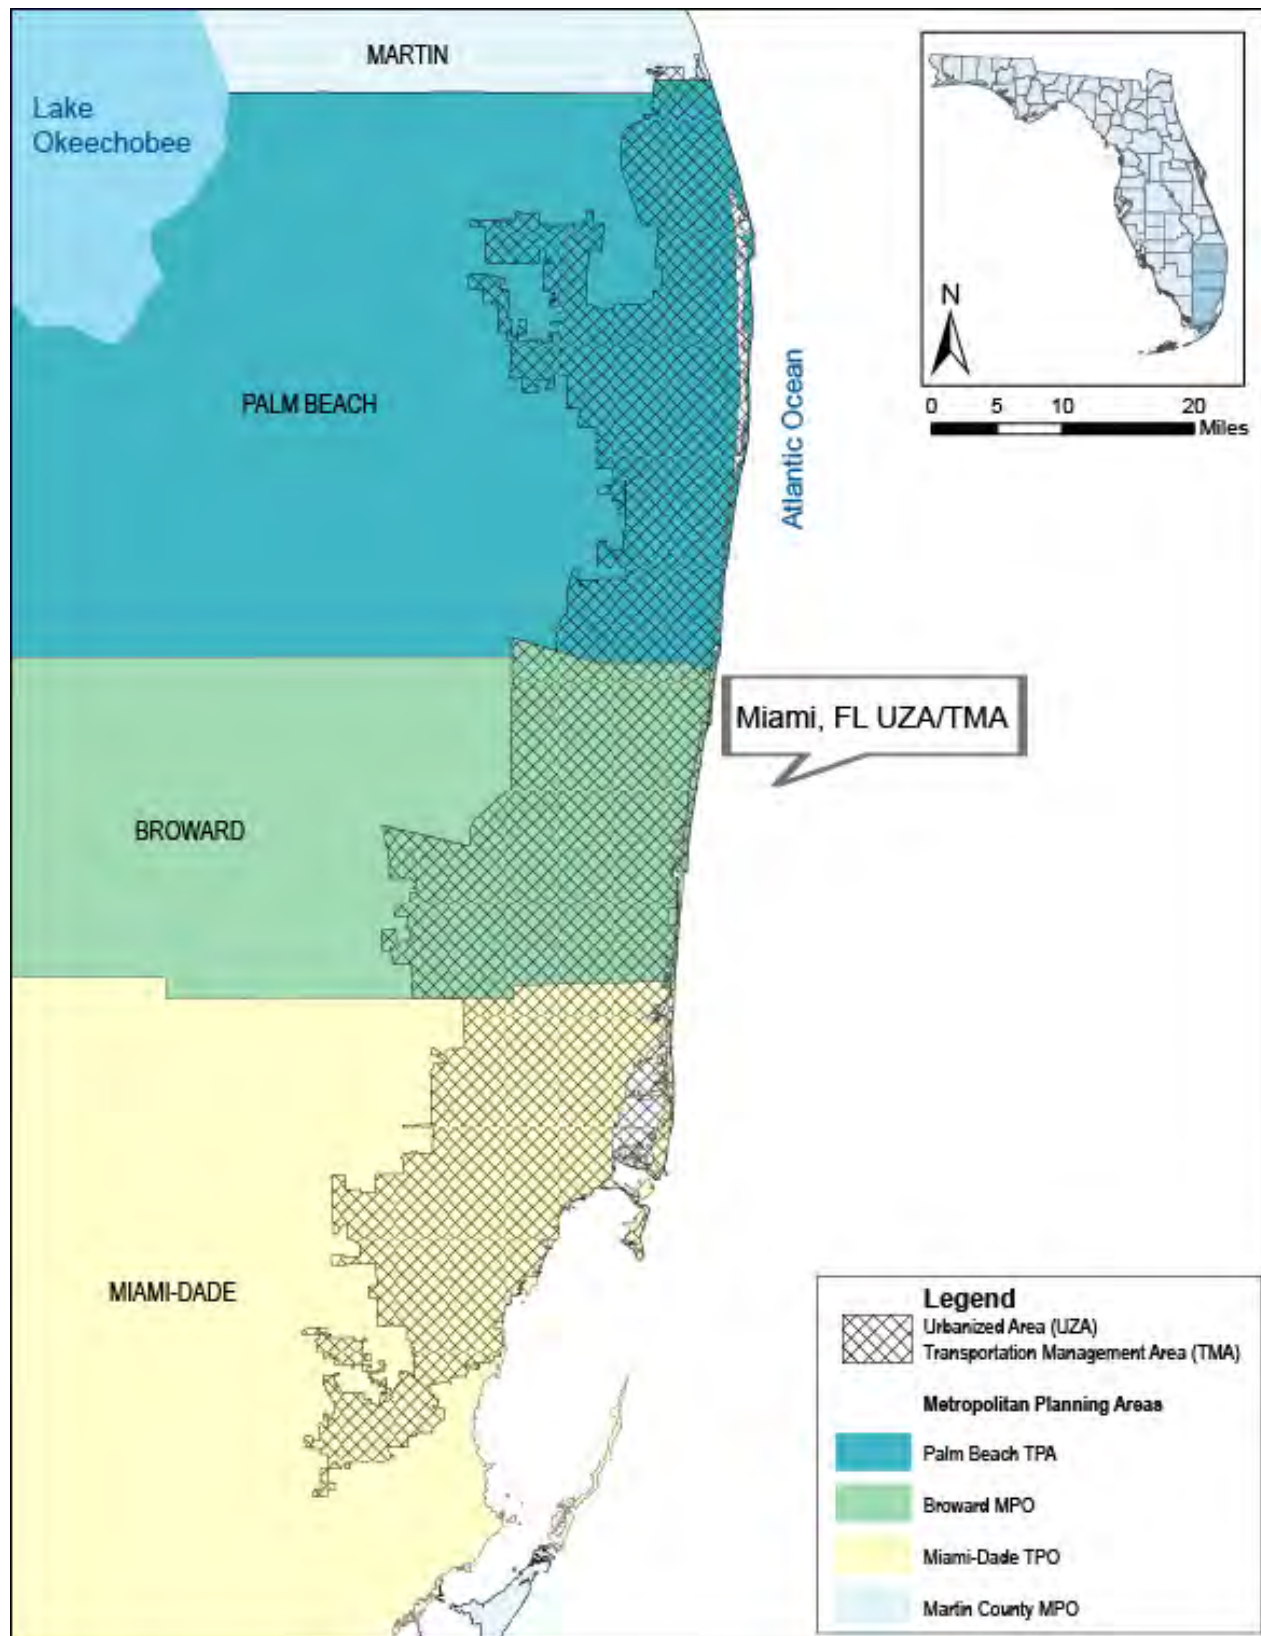 MARTIN
Lake
Okeechobee
N
PALM BEACH
Atlantic Ocean
0 5 10 20
Miles
Miami, FL UZA/TMA
BROWARD
MIAMI-DADE
Legend
Urbanized Area (UZA)
Transportation Management Area (TMA)
Metropolitan Planning Areas
Palm Beach TPA
Broward MPO
Miami-Dade TPO
Martin County MPO